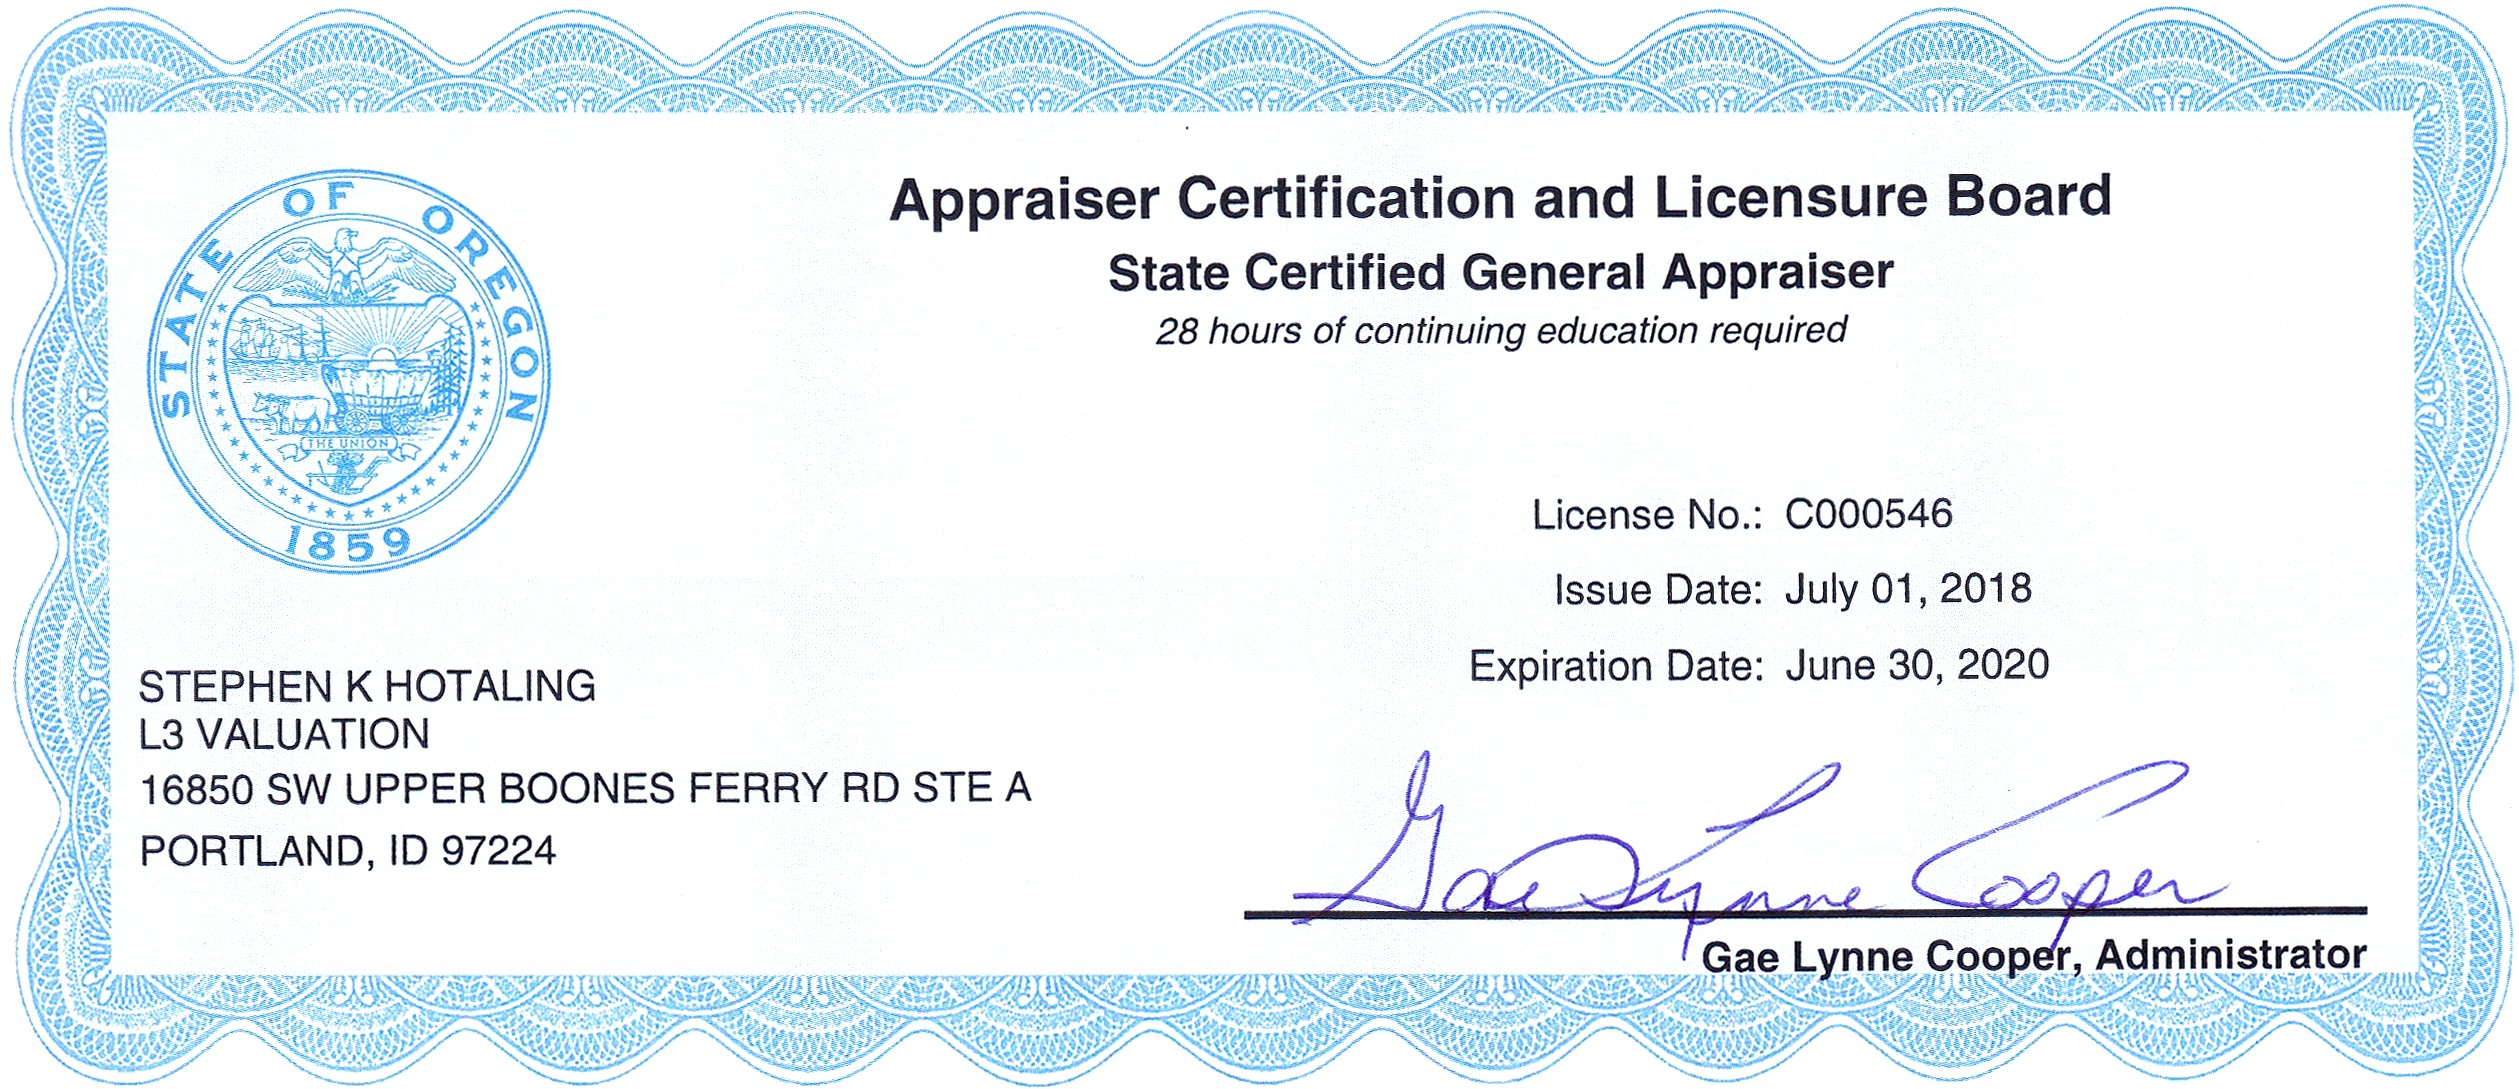 STATE OF OREGON
THE UNION
1859
Appraiser Certification and Licensure Board
State Certified General Appraiser
28 hours of continuing education required
License No.: C000546
Issue Date: July 01, 2018
Expiration Date: June 30, 2020
STEPHEN K HOTALING
L3 VALUATION
16850 SW UPPER BOONES FERRY RD STE A
PORTLAND, ID 97224
Gae Lynne Cooper
Gae Lynne Cooper, Administrator